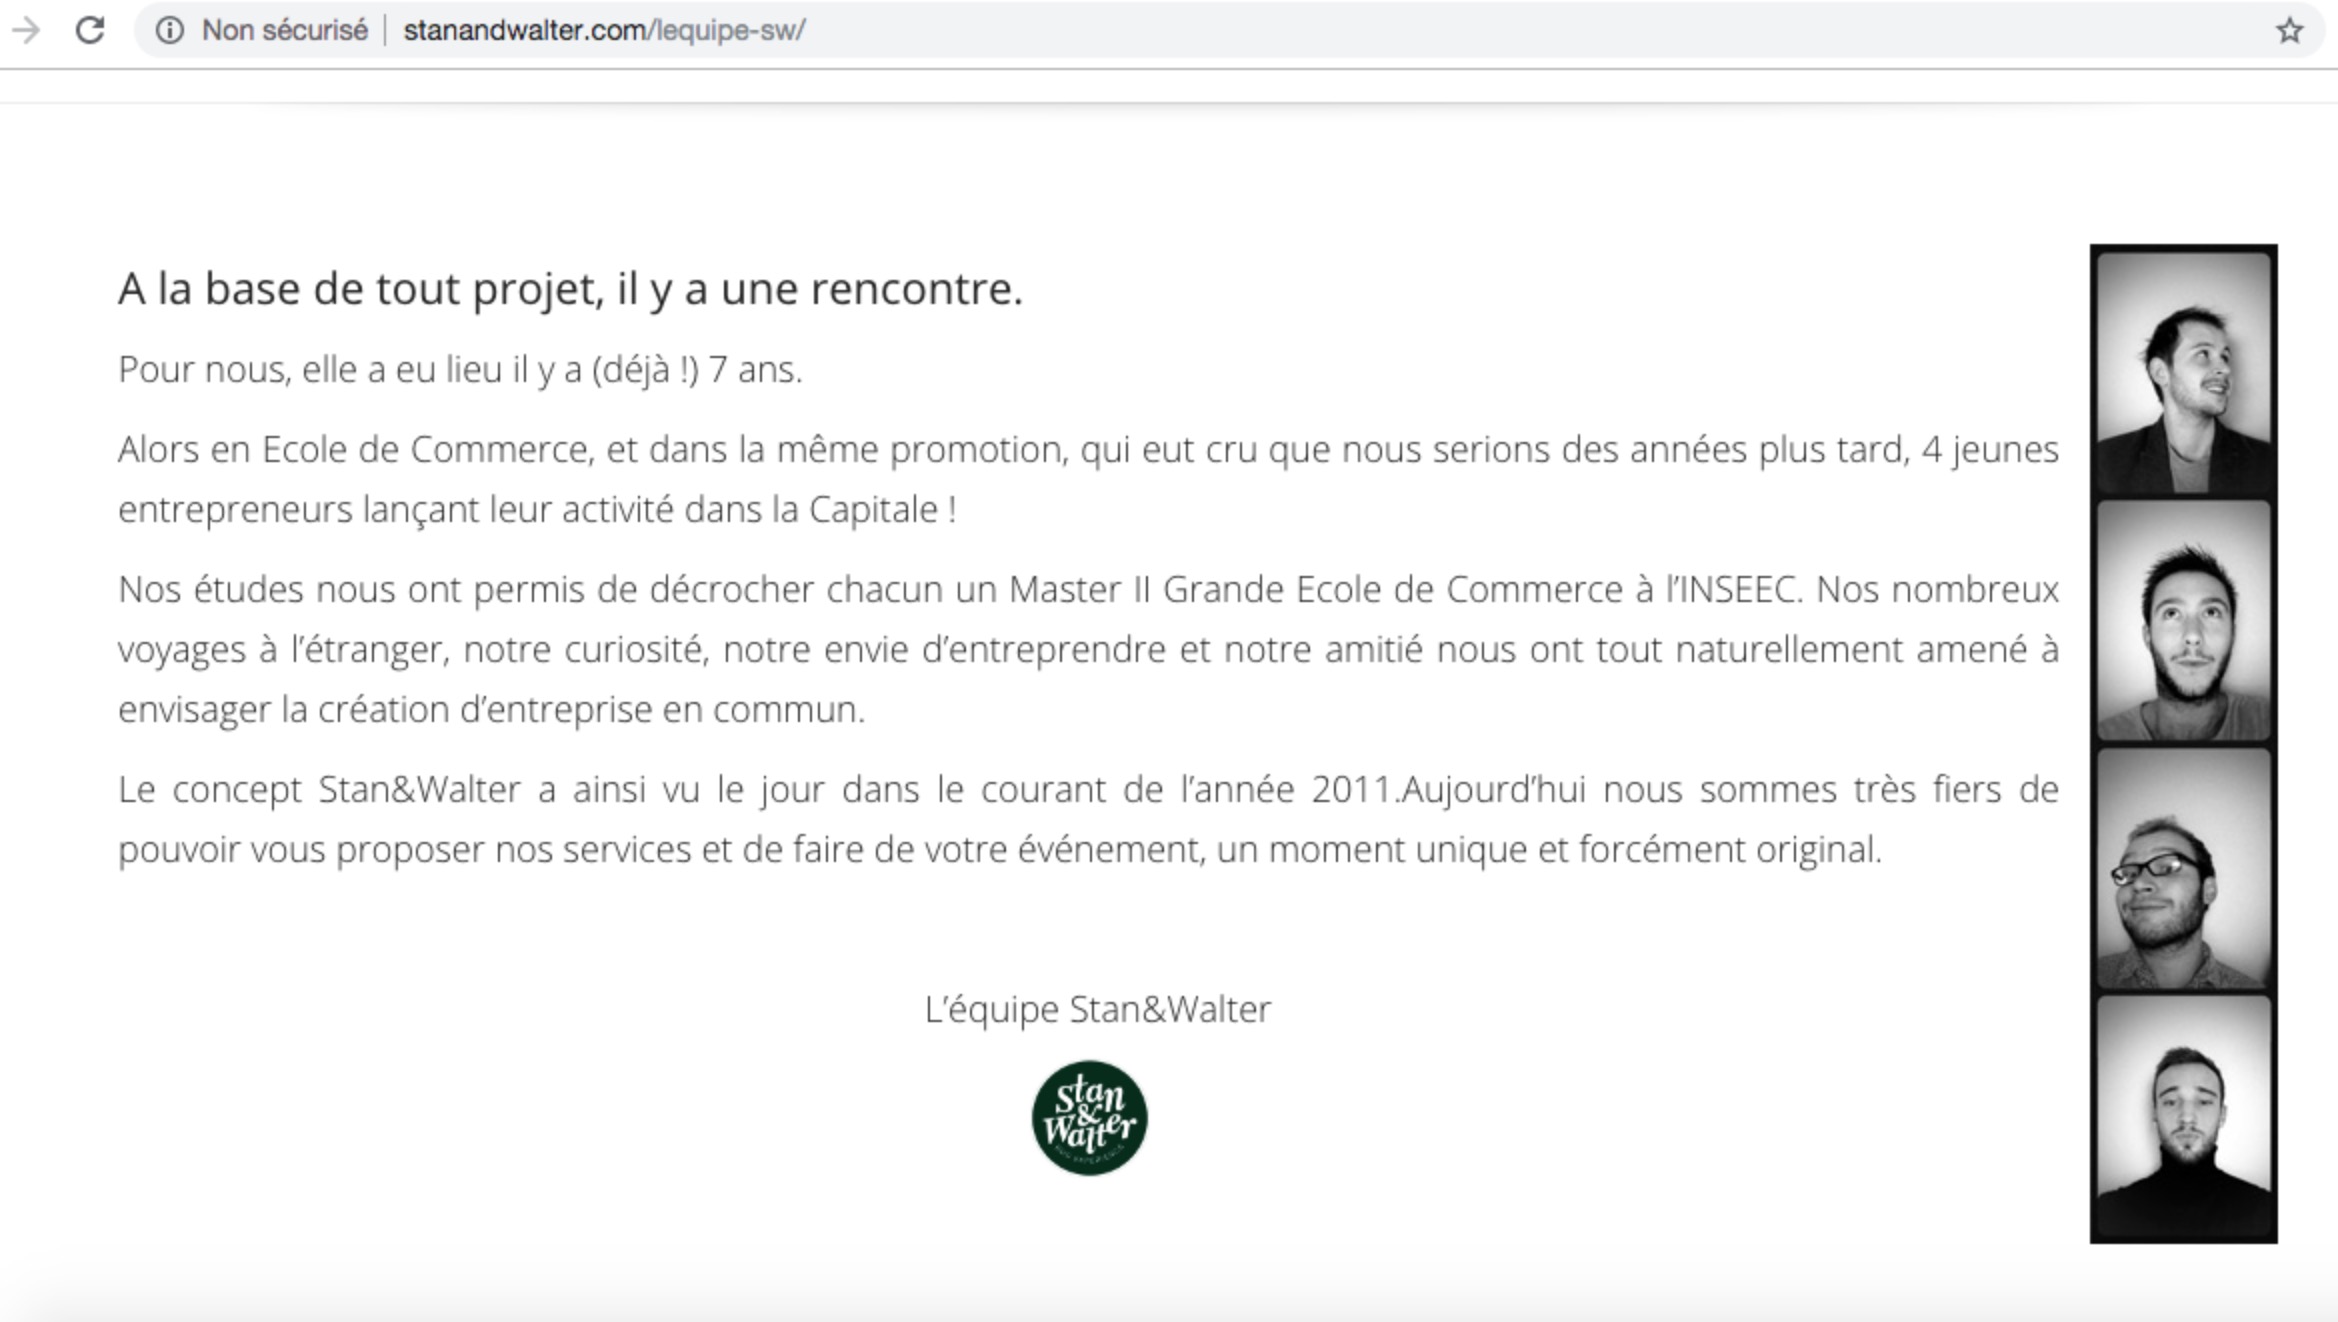 Non sécurisé stanandwalter.com/lequipe-sw/
A la base de tout projet, il y a une rencontre.
Pour nous, elle a eu lieu il y a (déjà !) 7 ans.
Alors en Ecole de Commerce, et dans la même promotion, qui eut cru que nous serions des années plus tard, 4 jeunes
entrepreneurs lançant leur activité dans la Capitale !
Nos études nous ont permis de décrocher chacun un Master II Grande Ecole de Commerce à l’INSEEC. Nos nombreux
voyages à l’étranger, notre curiosité, notre envie d’entreprendre et notre amitié nous ont tout naturellement amené à
envisager la création d’entreprise en commun.
Le concept Stan&Walter a ainsi vu le jour dans le courant de l’année 2011.Aujourd’hui nous sommes très fiers de
pouvoir vous proposer nos services et de faire de votre événement, un moment unique et forcément original.
L’équipe Stan&Walter
Stan
&
Walter